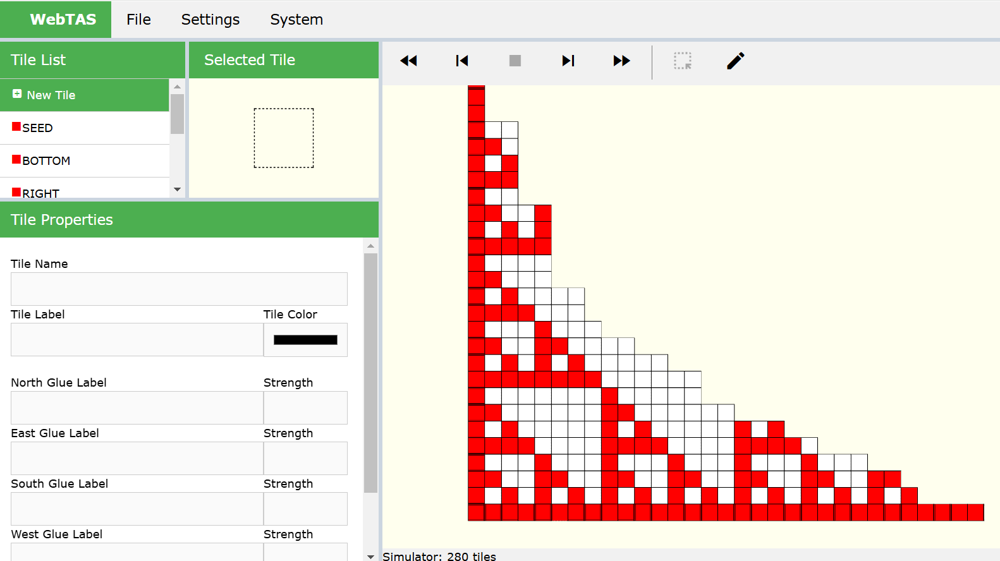 WebTAS File Settings System
Tile List
Selected Tile
New Tile
SEED
BOTTOM
RIGHT
Tile Properties
Tile Name
Tile Label Tile Color
North Glue Label Strength
East Glue Label Strength
South Glue Label Strength
West Glue Label Strength
Simulator: 280 tiles